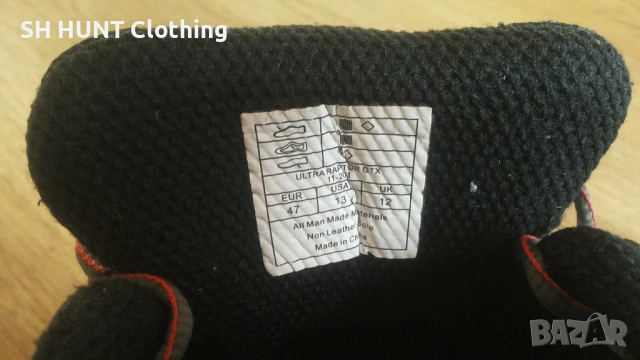 SH HUNT Clothing
ULTRA RAPTOR GTX
EUR USA UK
47 13 12
All Man Made Materials
Non Leather Sole
Made in China
BAZAR